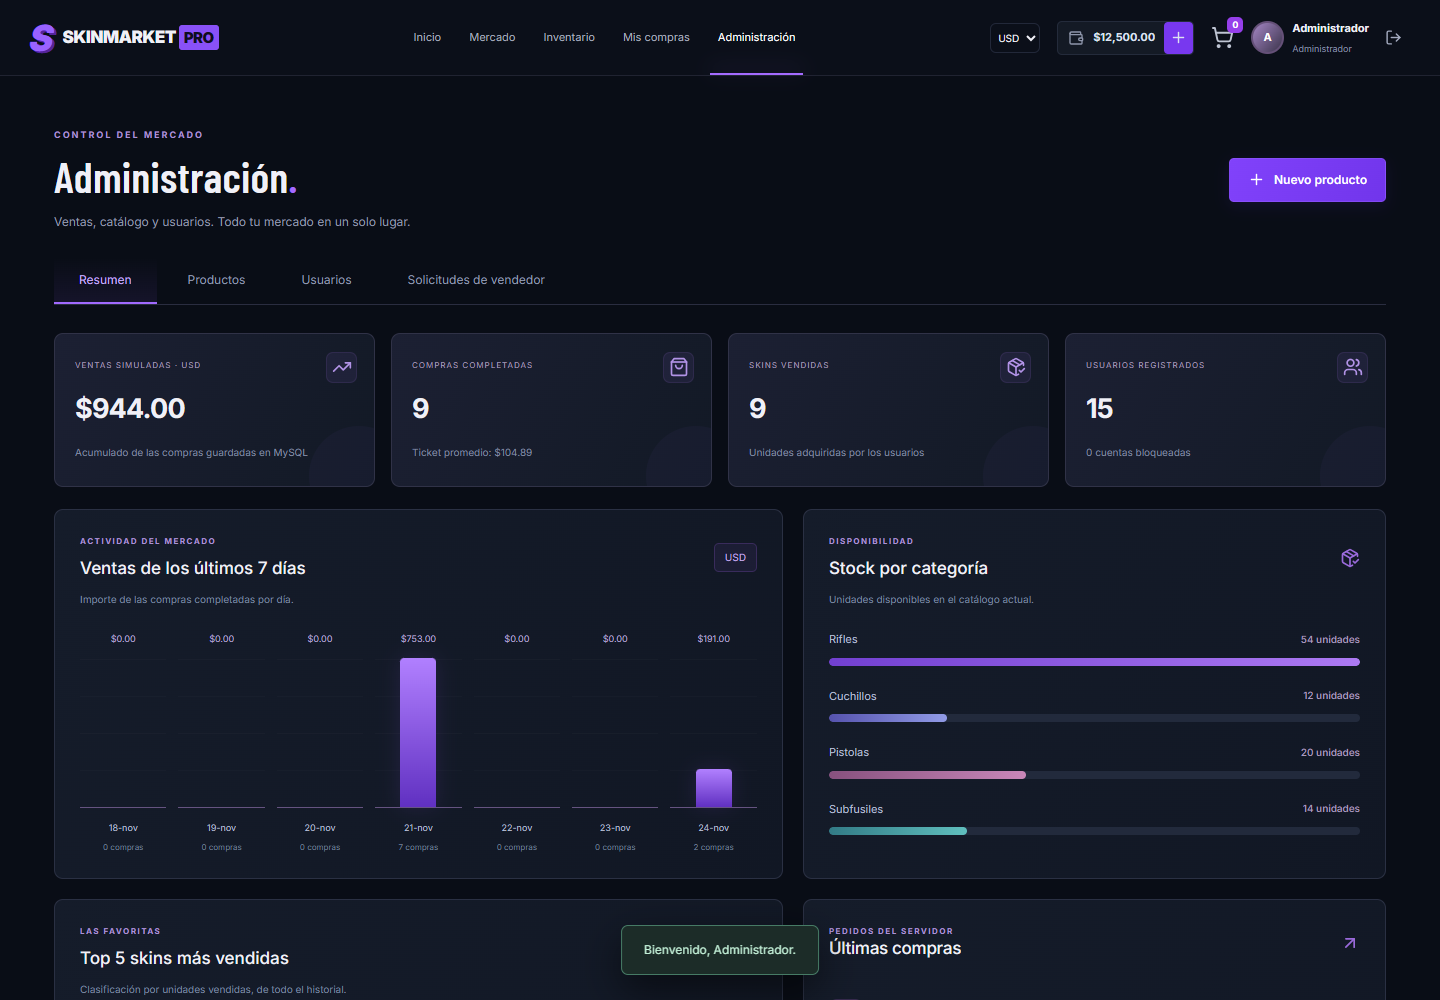 SKINMARKET PRO
Inicio
Mercado
Inventario
Mis compras
Administración
USD
$12,500.00
0
A
Administrador
Administrador
CONTROL DEL MERCADO
Administración.
Ventas, catálogo y usuarios. Todo tu mercado en un solo lugar.
Nuevo producto
Resumen
Productos
Usuarios
Solicitudes de vendedor
VENTAS SIMULADAS · USD
$944.00
Acumulado de las compras guardadas en MySQL
COMPRAS COMPLETADAS
9
Ticket promedio: $104.89
SKINS VENDIDAS
9
Unidades adquiridas por los usuarios
USUARIOS REGISTRADOS
15
0 cuentas bloqueadas
ACTIVIDAD DEL MERCADO
Ventas de los últimos 7 días
Importe de las compras completadas por día.
USD
$0.00
$0.00
$0.00
$753.00
$0.00
$0.00
$191.00
18-nov
19-nov
20-nov
21-nov
22-nov
23-nov
24-nov
0 compras
0 compras
0 compras
7 compras
0 compras
0 compras
2 compras
DISPONIBILIDAD
Stock por categoría
Unidades disponibles en el catálogo actual.
Rifles
54 unidades
Cuchillos
12 unidades
Pistolas
20 unidades
Subfusiles
14 unidades
LAS FAVORITAS
Top 5 skins más vendidas
Clasificación por unidades vendidas, de todo el historial.
Bienvenido, Administrador.
PEDIDOS DEL SERVIDOR
Últimas compras